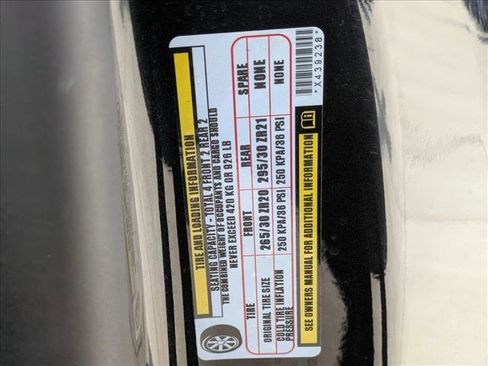 TIRE AND LOADING INFORMATION
SEATING CAPACITY - TOTAL 4 FRONT 2 REAR 2
THE COMBINED WEIGHT OF OCCUPANTS AND CARGO SHOULD
NEVER EXCEED 420 KG OR 926 LB
TIRE FRONT REAR SPARE
ORIGINAL TIRE SIZE 265/30 ZR20 295/30 ZR21 NONE
COLD TIRE INFLATION PRESSURE 250 KPA/36 PSI 250 KPA/36 PSI NONE
SEE OWNERS MANUAL FOR ADDITIONAL INFORMATION
*X439238*